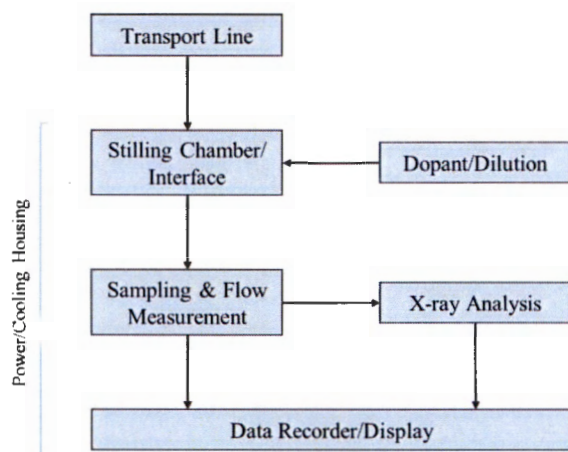 Transport Line
Stilling Chamber/
Interface
Dopant/Dilution
Sampling & Flow
Measurement
X-ray Analysis
Data Recorder/Display
Power/Cooling Housing